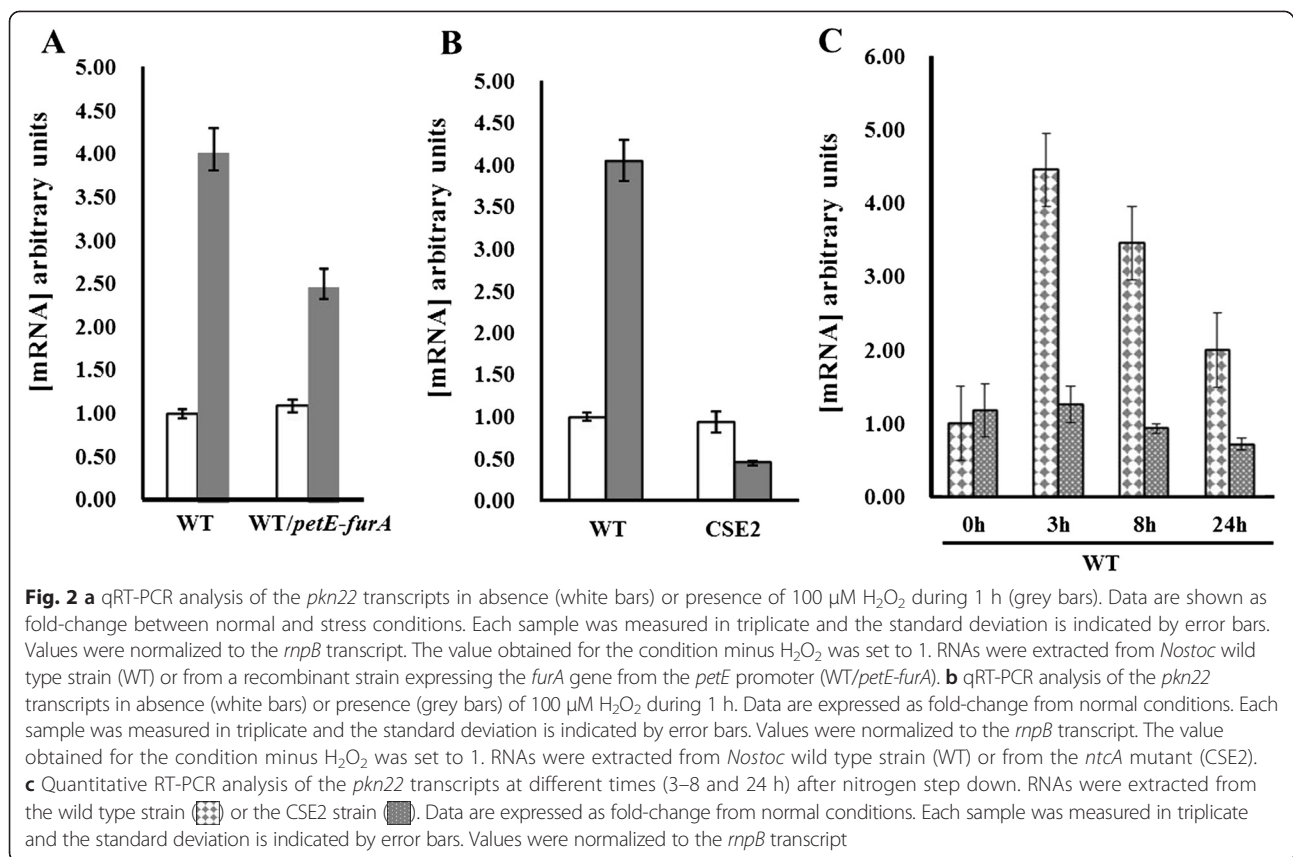 A
5.00
4.50
4.00
3.50
3.00
2.50
2.00
1.50
1.00
0.50
0.00
[mRNA] arbitrary units
WT
WT/petE-furA
B
5.00
4.50
4.00
3.50
3.00
2.50
2.00
1.50
1.00
0.50
0.00
[mRNA] arbitrary units
WT
CSE2
C
6.00
5.00
4.00
3.00
2.00
1.00
0.00
[mRNA] arbitrary units
0h
3h
8h
24h
WT
Fig. 2 a qRT-PCR analysis of the pkn22 transcripts in absence (white bars) or presence of 100 μM H₂O₂ during 1 h (grey bars). Data are shown as
fold-change between normal and stress conditions. Each sample was measured in triplicate and the standard deviation is indicated by error bars.
Values were normalized to the rnpB transcript. The value obtained for the condition minus H₂O₂ was set to 1. RNAs were extracted from Nostoc wild
type strain (WT) or from a recombinant strain expressing the furA gene from the petE promoter (WT/petE-furA). b qRT-PCR analysis of the pkn22
transcripts in absence (white bars) or presence (grey bars) of 100 μM H₂O₂ during 1 h. Data are expressed as fold-change from normal conditions. Each
sample was measured in triplicate and the standard deviation is indicated by error bars. Values were normalized to the rnpB transcript. The value
obtained for the condition minus H₂O₂ was set to 1. RNAs were extracted from Nostoc wild type strain (WT) or from the ntcA mutant (CSE2).
c Quantitative RT-PCR analysis of the pkn22 transcripts at different times (3–8 and 24 h) after nitrogen step down. RNAs were extracted from
the wild type strain ( ) or the CSE2 strain ( ). Data are expressed as fold-change from normal conditions. Each sample was measured in triplicate
and the standard deviation is indicated by error bars. Values were normalized to the rnpB transcript